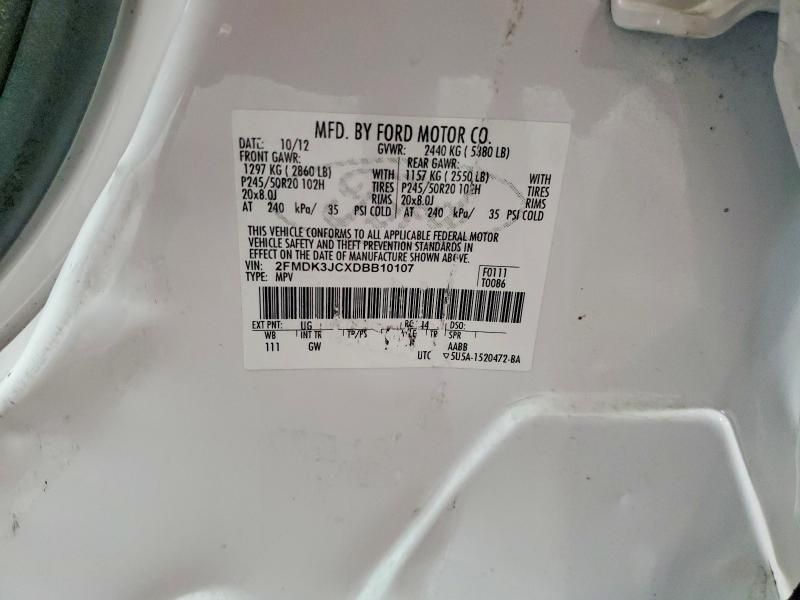 MFD. BY FORD MOTOR CO.
DATE: 10/12 GVWR: 2440 KG ( 5380 LB)
FRONT GAWR: REAR GAWR:
1297 KG ( 2860 LB) WITH 1157 KG ( 2550 LB) WITH
P245/50R20 102H TIRES P245/50R20 102H TIRES
20x8.0J RIMS 20x8.0J RIMS
AT 240 kPa/ 35 PSI COLD AT 240 kPa/ 35 PSI COLD
THIS VEHICLE CONFORMS TO ALL APPLICABLE FEDERAL MOTOR
VEHICLE SAFETY AND THEFT PREVENTION STANDARDS IN
EFFECT ON THE DATE OF MANUFACTURE SHOWN ABOVE.
VIN: 2FMDK3JCXDBB10107 F0111
TYPE: MPV T0086
EXT PNT: UG RC: 14 DSO:
WB INT TR TP/PS TR SPR
111 GW AABB
UTC ▽5U5A-1520472-BA